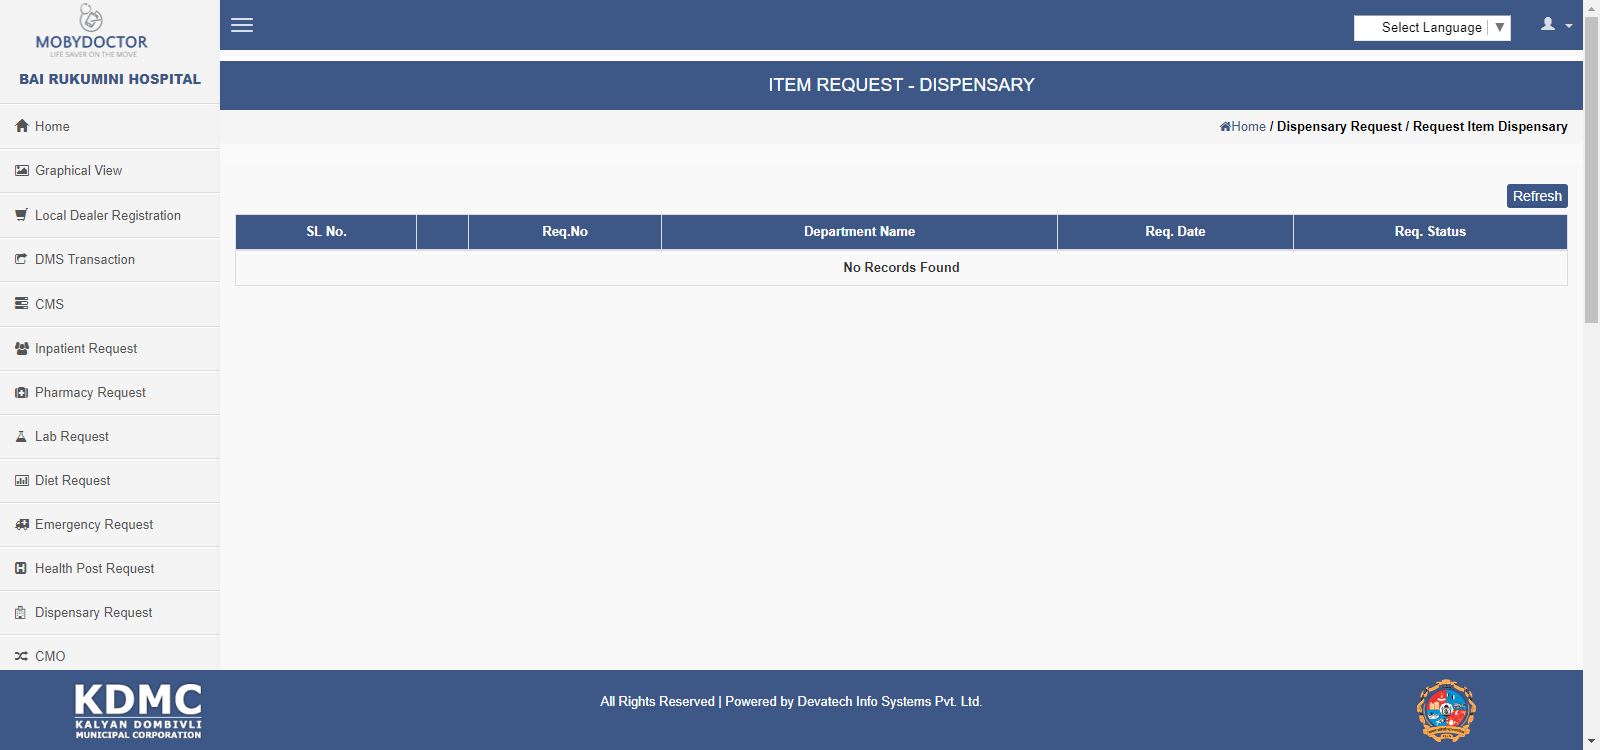 MOBYDOCTOR
LIFE SAVER ON THE MOVE
BAI RUKUMINI HOSPITAL
Home
Graphical View
Local Dealer Registration
DMS Transaction
CMS
Inpatient Request
Pharmacy Request
Lab Request
Diet Request
Emergency Request
Health Post Request
Dispensary Request
CMO
Select Language ▼
ITEM REQUEST - DISPENSARY
Home / Dispensary Request / Request Item Dispensary
Refresh
SL No. Req.No Department Name Req. Date Req. Status
No Records Found
KDMC
KALYAN DOMBIVLI
MUNICIPAL CORPORATION
All Rights Reserved | Powered by Devatech Info Systems Pvt. Ltd.